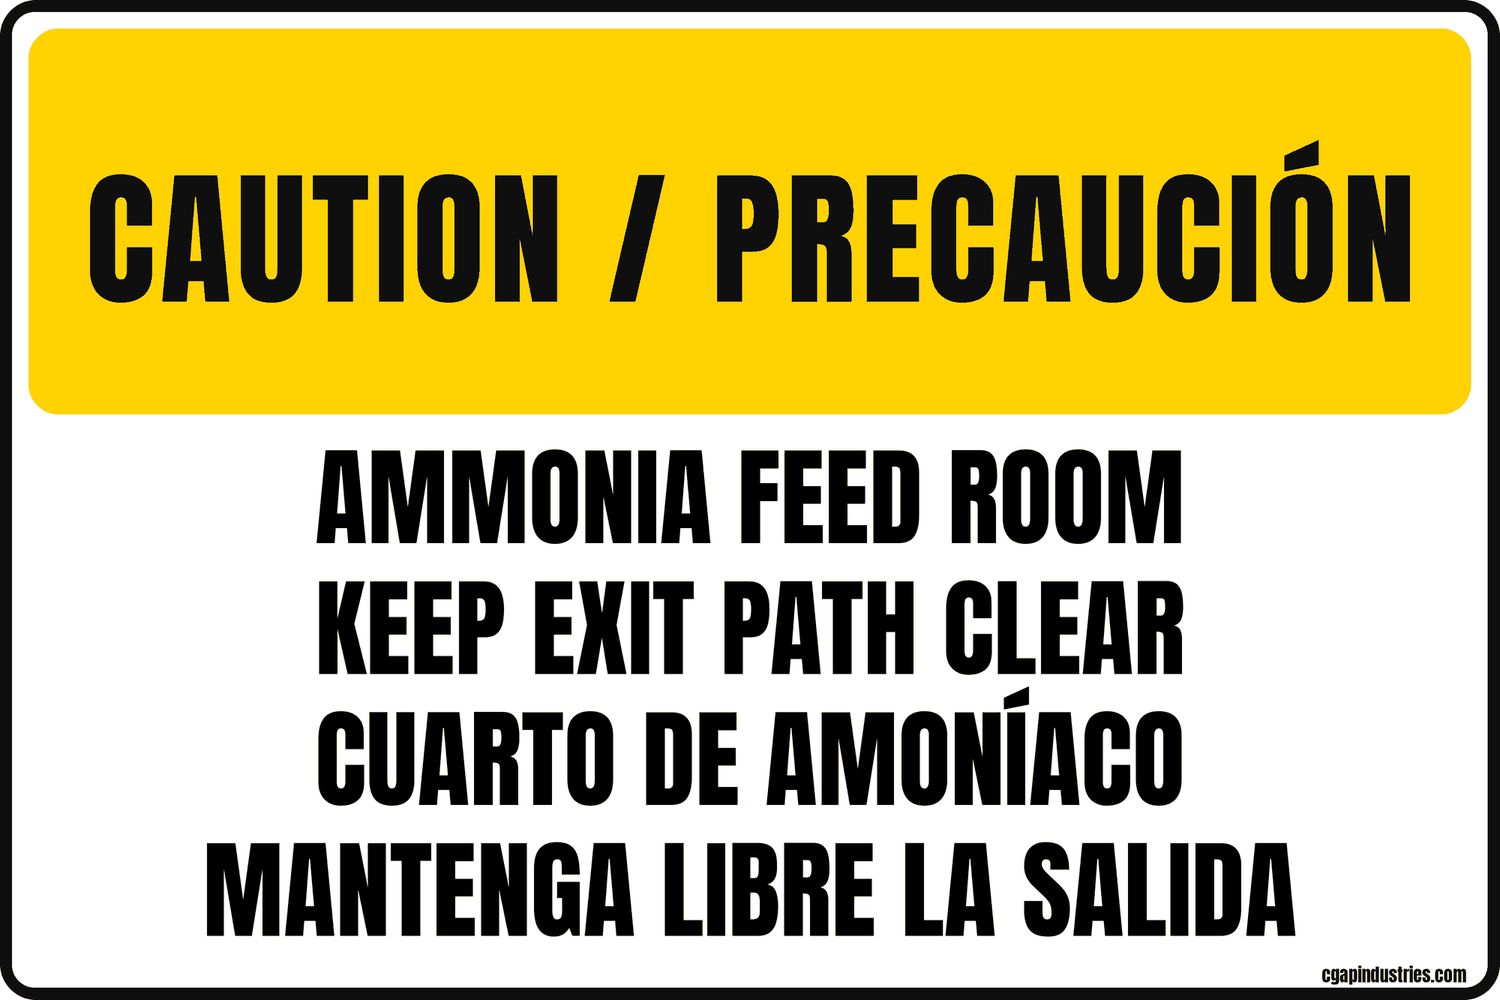 CAUTION / PRECAUCIÓN
AMMONIA FEED ROOM
KEEP EXIT PATH CLEAR
CUARTO DE AMONÍACO
MANTENGA LIBRE LA SALIDA
cgapindustries.com